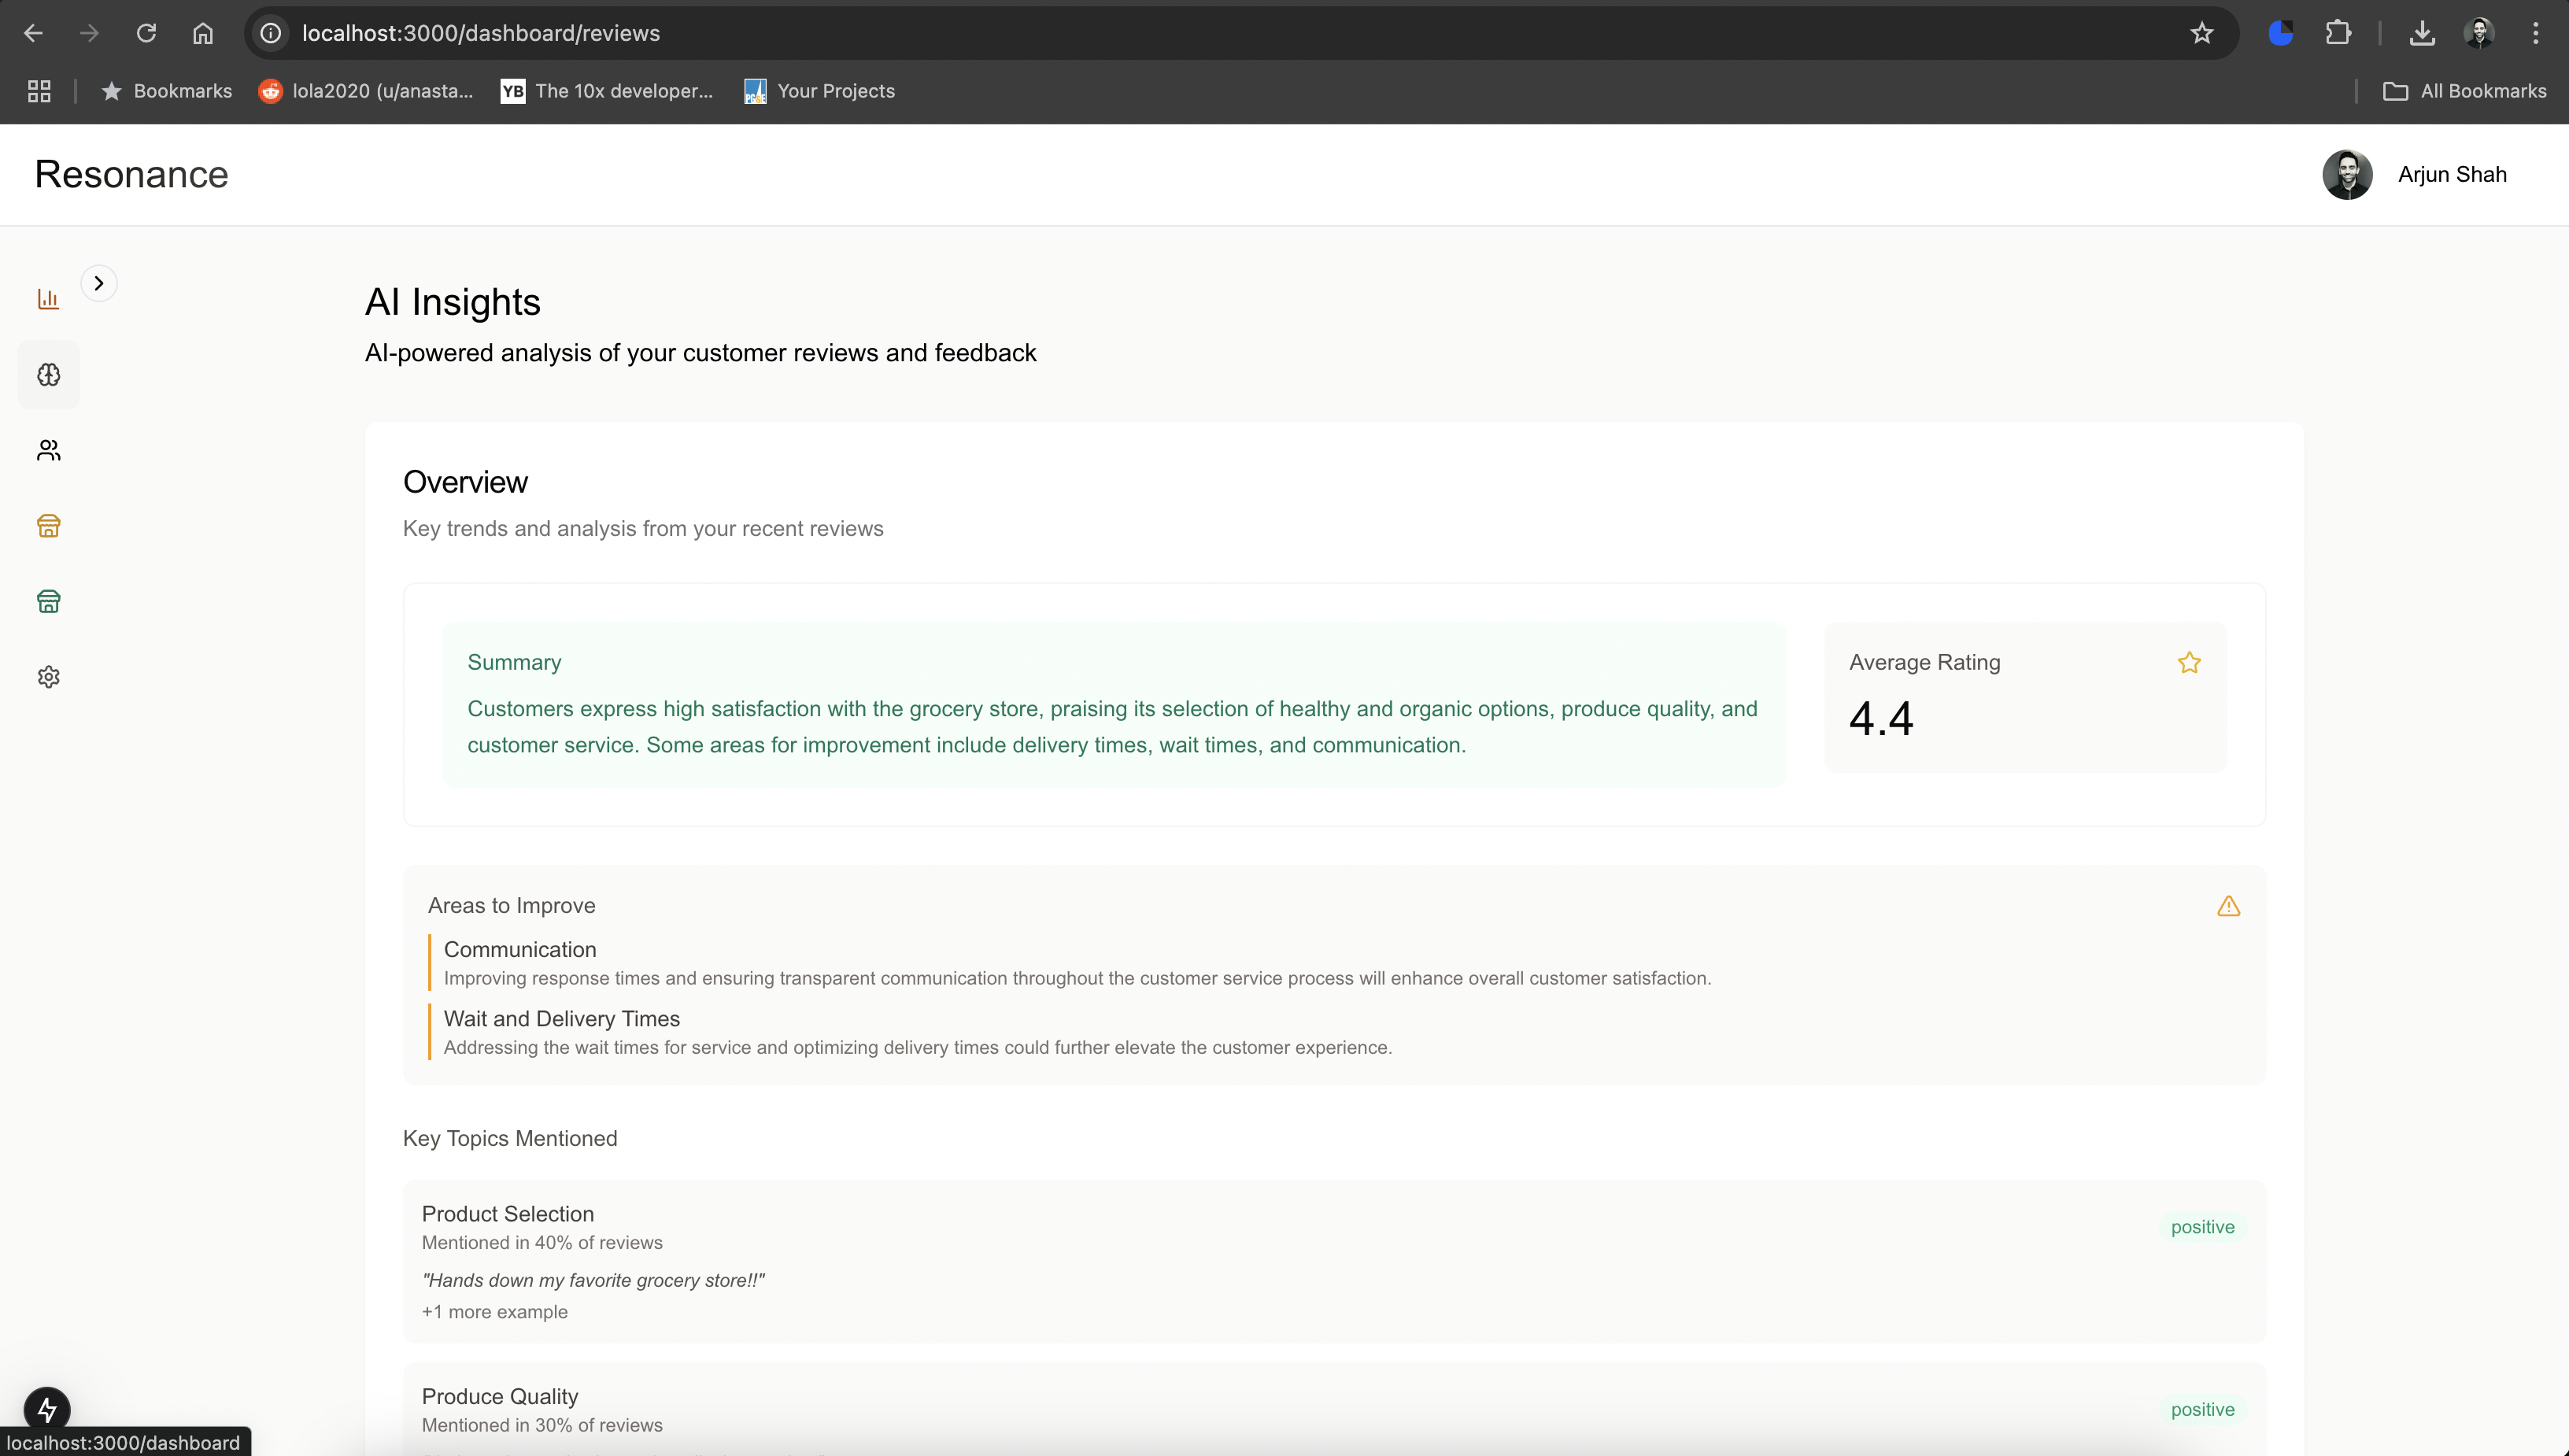 localhost:3000/dashboard/reviews
Bookmarks
lola2020 (u/anasta...
YB
The 10x developer...
PG&E
Your Projects
All Bookmarks
Resonance
Arjun Shah
AI Insights
AI-powered analysis of your customer reviews and feedback
Overview
Key trends and analysis from your recent reviews
Summary
Customers express high satisfaction with the grocery store, praising its selection of healthy and organic options, produce quality, and
customer service. Some areas for improvement include delivery times, wait times, and communication.
Average Rating
4.4
Areas to Improve
Communication
Improving response times and ensuring transparent communication throughout the customer service process will enhance overall customer satisfaction.
Wait and Delivery Times
Addressing the wait times for service and optimizing delivery times could further elevate the customer experience.
Key Topics Mentioned
Product Selection
Mentioned in 40% of reviews
positive
"Hands down my favorite grocery store!!"
+1 more example
Produce Quality
Mentioned in 30% of reviews
positive
localhost:3000/dashboard